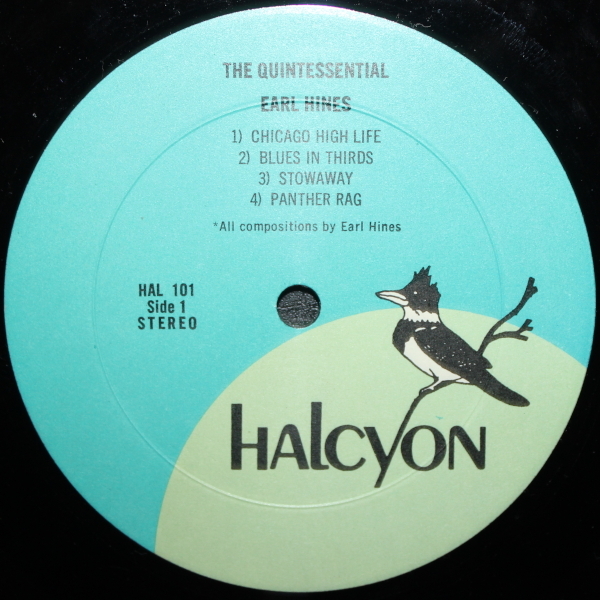 THE QUINTESSENTIAL
EARL HINES
1) CHICAGO HIGH LIFE
2) BLUES IN THIRDS
3) STOWAWAY
4) PANTHER RAG
*All compositions by Earl Hines
HAL 101
Side 1
STEREO
HALCYON